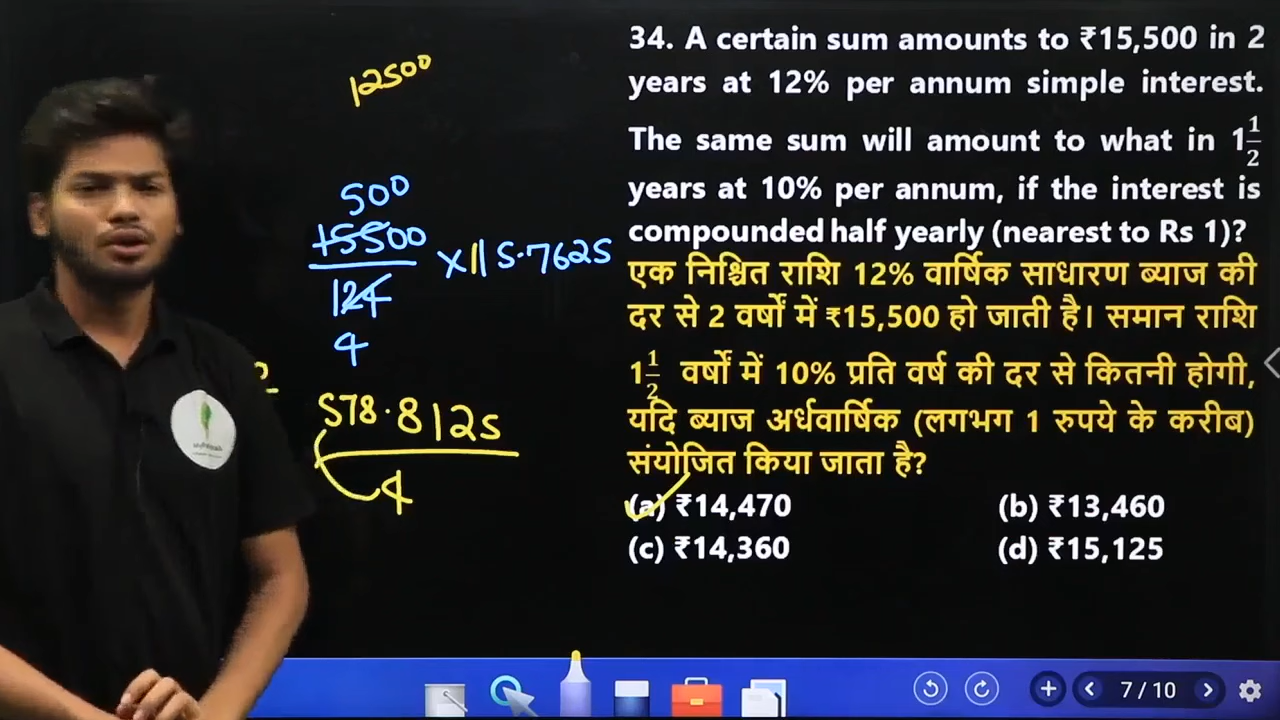 12500
500
15500
124
×115.7625
4
578.8125
4
34. A certain sum amounts to ₹15,500 in 2
years at 12% per annum simple interest.
The same sum will amount to what in 1 1/2
years at 10% per annum, if the interest is
compounded half yearly (nearest to Rs 1)?
एक निश्चित राशि 12% वार्षिक साधारण ब्याज की
दर से 2 वर्षों में ₹15,500 हो जाती है। समान राशि
1 1/2 वर्षों में 10% प्रति वर्ष की दर से कितनी होगी,
यदि ब्याज अर्धवार्षिक (लगभग 1 रुपये के करीब)
संयोजित किया जाता है?
(a) ₹14,470 (b) ₹13,460
(c) ₹14,360 (d) ₹15,125
7 / 10